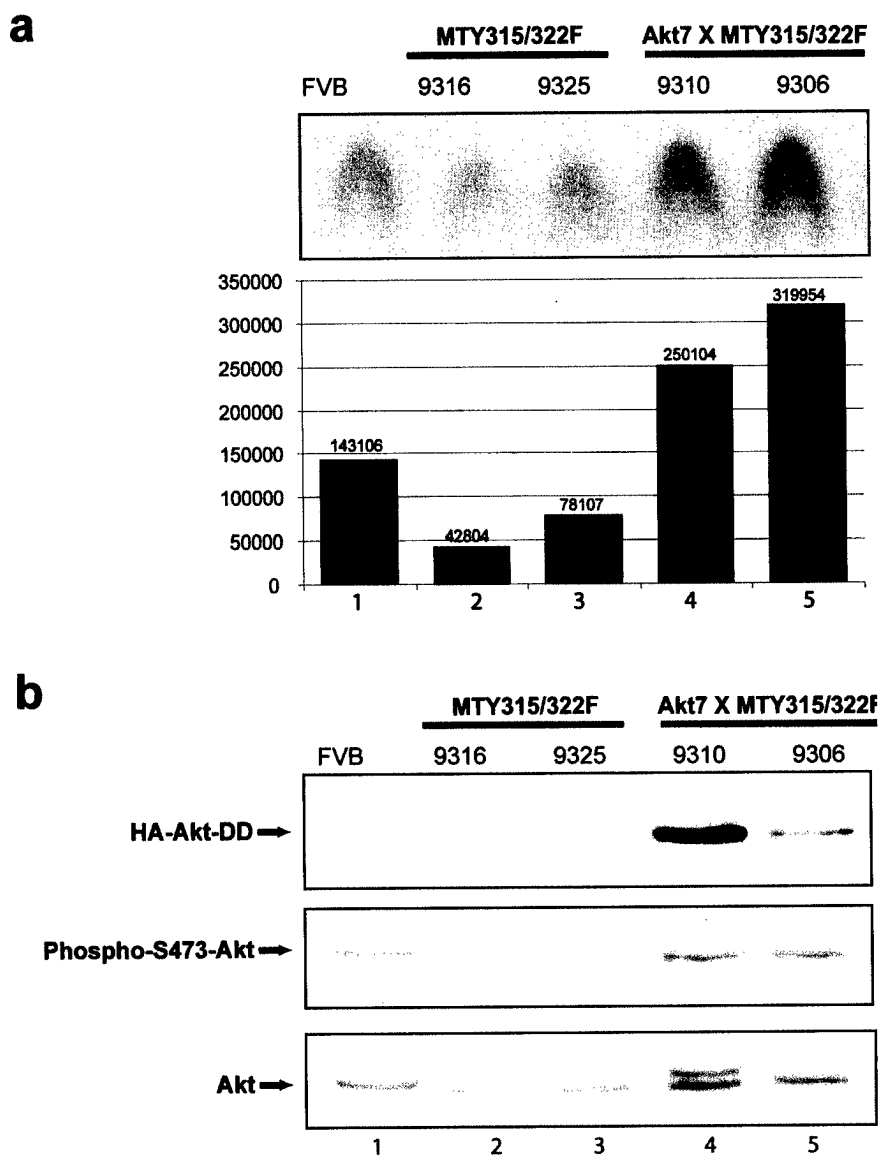 a
MTY315/322F Akt7 X MTY315/322F
FVB 9316 9325 9310 9306
350000
300000
250000
200000
150000
100000
50000
0
143106
42804
78107
250104
319954
1 2 3 4 5
b
MTY315/322F Akt7 X MTY315/322F
FVB 9316 9325 9310 9306
HA-Akt-DD
Phospho-S473-Akt
Akt
1 2 3 4 5